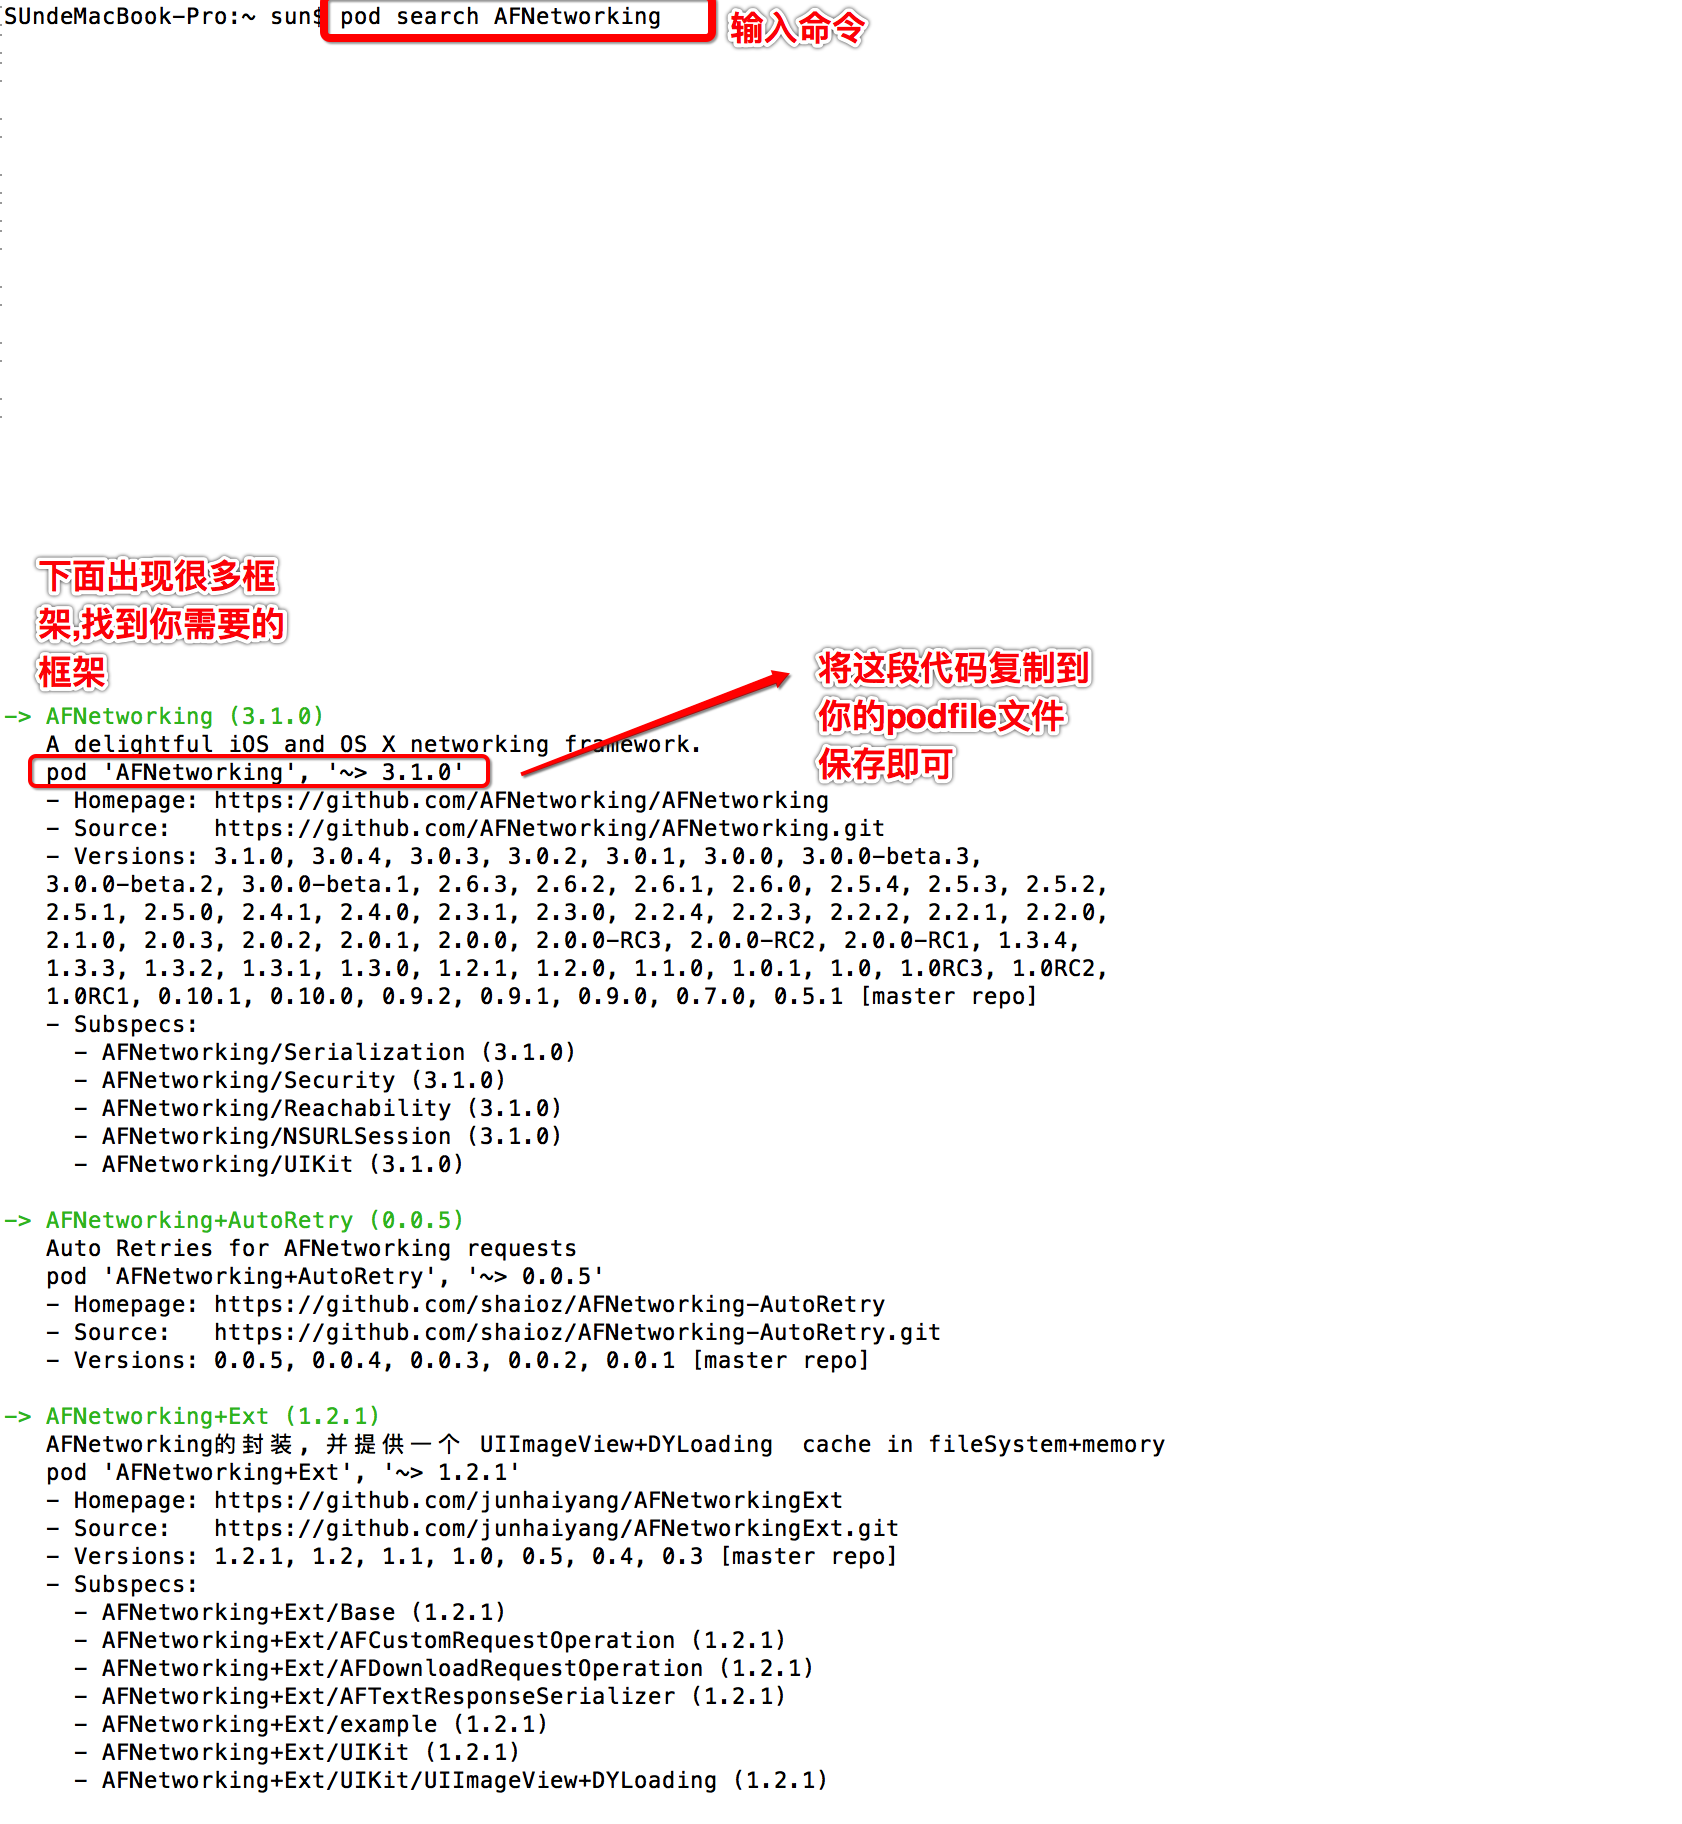 SUndeMacBook-Pro:~ sun$ pod search AFNetworking
输入命令
下面出现很多框
架,找到你需要的
框架
将这段代码复制到
你的podfile文件
保存即可
-> AFNetworking (3.1.0)
A delightful iOS and OS X networking framework.
pod 'AFNetworking', '~> 3.1.0'
- Homepage: https://github.com/AFNetworking/AFNetworking
- Source:   https://github.com/AFNetworking/AFNetworking.git
- Versions: 3.1.0, 3.0.4, 3.0.3, 3.0.2, 3.0.1, 3.0.0, 3.0.0-beta.3,
3.0.0-beta.2, 3.0.0-beta.1, 2.6.3, 2.6.2, 2.6.1, 2.6.0, 2.5.4, 2.5.3, 2.5.2,
2.5.1, 2.5.0, 2.4.1, 2.4.0, 2.3.1, 2.3.0, 2.2.4, 2.2.3, 2.2.2, 2.2.1, 2.2.0,
2.1.0, 2.0.3, 2.0.2, 2.0.1, 2.0.0, 2.0.0-RC3, 2.0.0-RC2, 2.0.0-RC1, 1.3.4,
1.3.3, 1.3.2, 1.3.1, 1.3.0, 1.2.1, 1.2.0, 1.1.0, 1.0.1, 1.0, 1.0RC3, 1.0RC2,
1.0RC1, 0.10.1, 0.10.0, 0.9.2, 0.9.1, 0.9.0, 0.7.0, 0.5.1 [master repo]
- Subspecs:
- AFNetworking/Serialization (3.1.0)
- AFNetworking/Security (3.1.0)
- AFNetworking/Reachability (3.1.0)
- AFNetworking/NSURLSession (3.1.0)
- AFNetworking/UIKit (3.1.0)
-> AFNetworking+AutoRetry (0.0.5)
Auto Retries for AFNetworking requests
pod 'AFNetworking+AutoRetry', '~> 0.0.5'
- Homepage: https://github.com/shaioz/AFNetworking-AutoRetry
- Source:   https://github.com/shaioz/AFNetworking-AutoRetry.git
- Versions: 0.0.5, 0.0.4, 0.0.3, 0.0.2, 0.0.1 [master repo]
-> AFNetworking+Ext (1.2.1)
AFNetworking的封装, 并提供一个 UIImageView+DYLoading  cache in fileSystem+memory
pod 'AFNetworking+Ext', '~> 1.2.1'
- Homepage: https://github.com/junhaiyang/AFNetworkingExt
- Source:   https://github.com/junhaiyang/AFNetworkingExt.git
- Versions: 1.2.1, 1.2, 1.1, 1.0, 0.5, 0.4, 0.3 [master repo]
- Subspecs:
- AFNetworking+Ext/Base (1.2.1)
- AFNetworking+Ext/AFCustomRequestOperation (1.2.1)
- AFNetworking+Ext/AFDownloadRequestOperation (1.2.1)
- AFNetworking+Ext/AFTextResponseSerializer (1.2.1)
- AFNetworking+Ext/example (1.2.1)
- AFNetworking+Ext/UIKit (1.2.1)
- AFNetworking+Ext/UIKit/UIImageView+DYLoading (1.2.1)